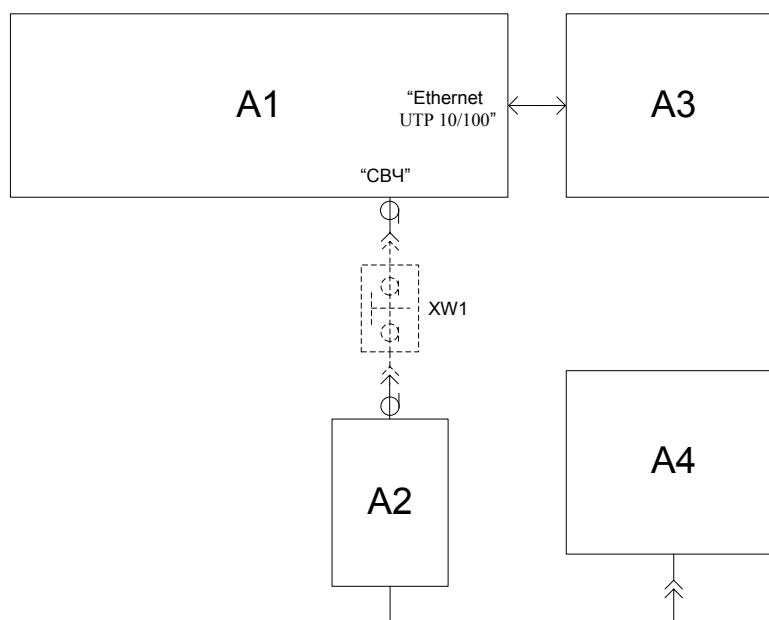 A1
“Ethernet
UTP 10/100”
A3
“СВЧ”
XW1
A4
A2